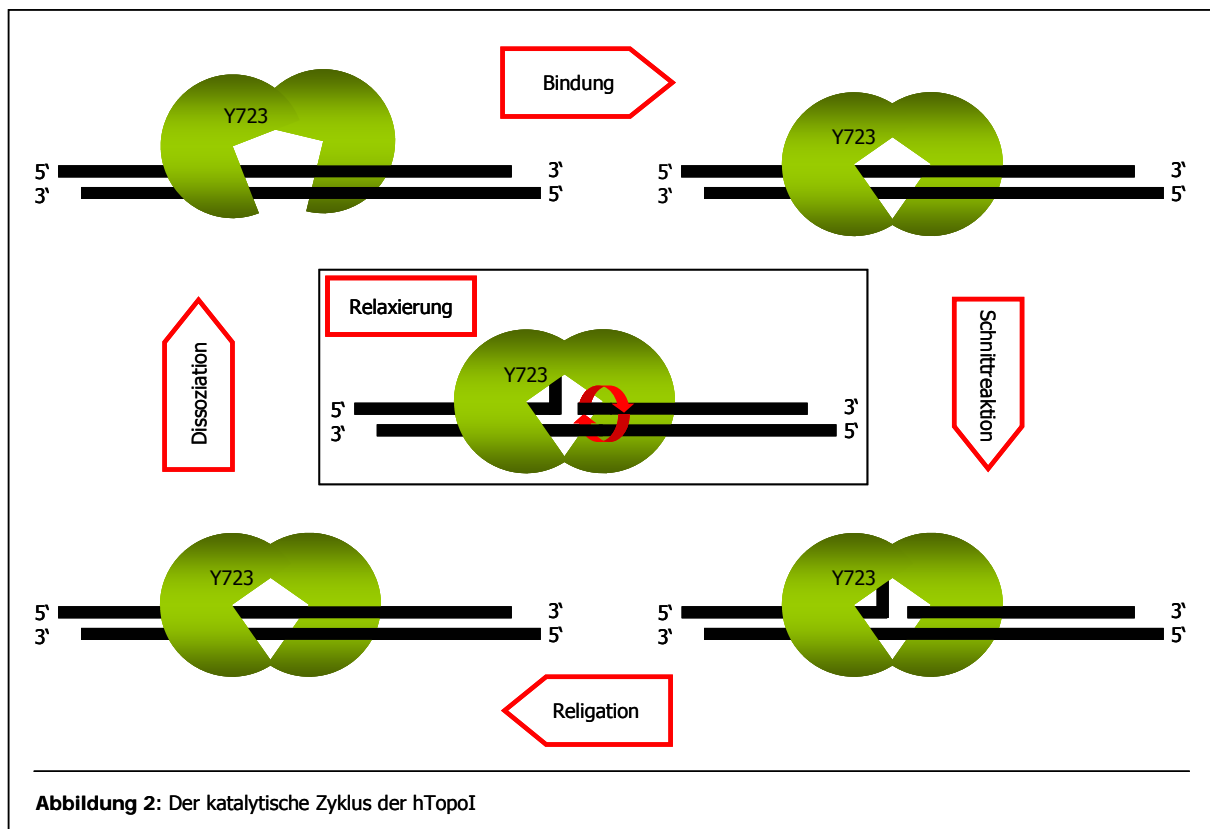 Bindung
Y723
5‘ 3‘
3‘ 5‘
Y723
5‘ 3‘
3‘ 5‘
Relaxierung
Y723
5‘ 3‘
3‘ 5‘
Dissoziation
Schnittreaktion
Y723
5‘ 3‘
3‘ 5‘
Y723
5‘ 3‘
3‘ 5‘
Religation
Abbildung 2: Der katalytische Zyklus der hTopoI